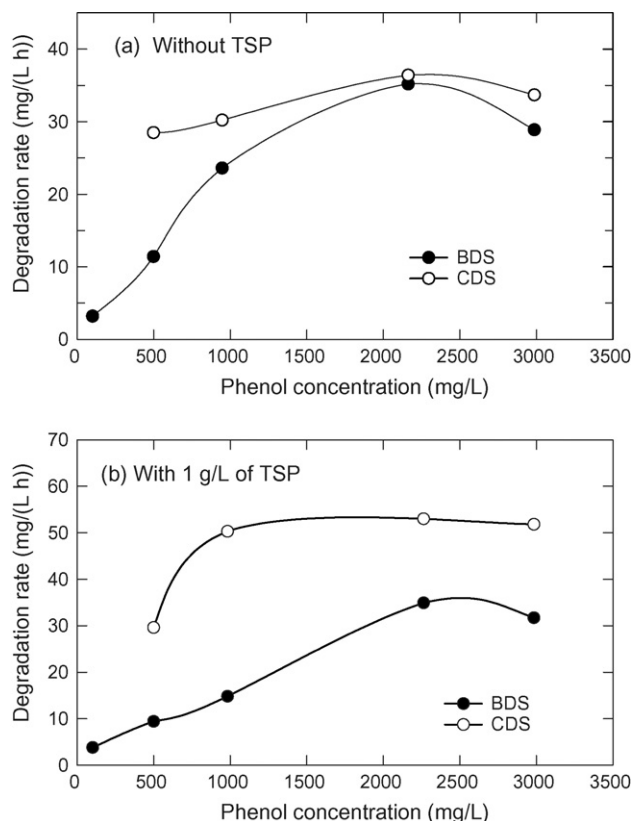 (a) Without TSP
Degradation rate (mg/(L h))
40
30
20
10
0
BDS
CDS
0 500 1000 1500 2000 2500 3000 3500
Phenol concentration (mg/L)
(b) With 1 g/L of TSP
Degradation rate (mg/(L h))
70
60
50
40
30
20
10
0
BDS
CDS
0 500 1000 1500 2000 2500 3000 3500
Phenol concentration (mg/L)